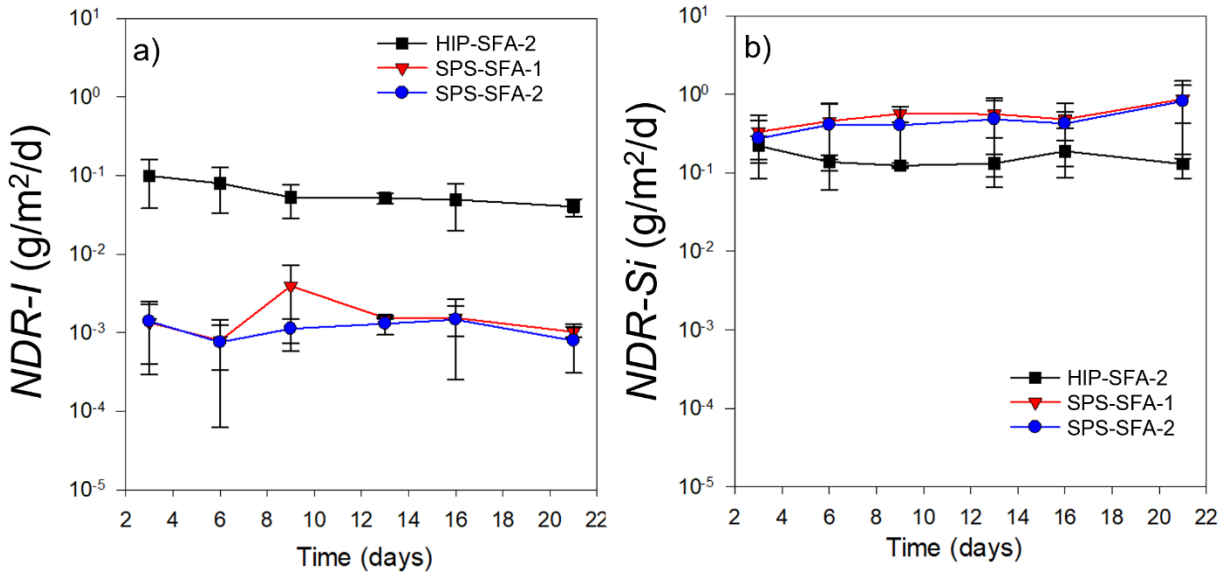 a)
HIP-SFA-2
SPS-SFA-1
SPS-SFA-2
10¹
10⁰
10⁻¹
10⁻²
10⁻³
10⁻⁴
10⁻⁵
NDR-I (g/m²/d)
2 4 6 8 10 12 14 16 18 20 22
Time (days)
b)
10¹
10⁰
10⁻¹
10⁻²
10⁻³
10⁻⁴
10⁻⁵
NDR-Si (g/m²/d)
HIP-SFA-2
SPS-SFA-1
SPS-SFA-2
2 4 6 8 10 12 14 16 18 20 22
Time (days)